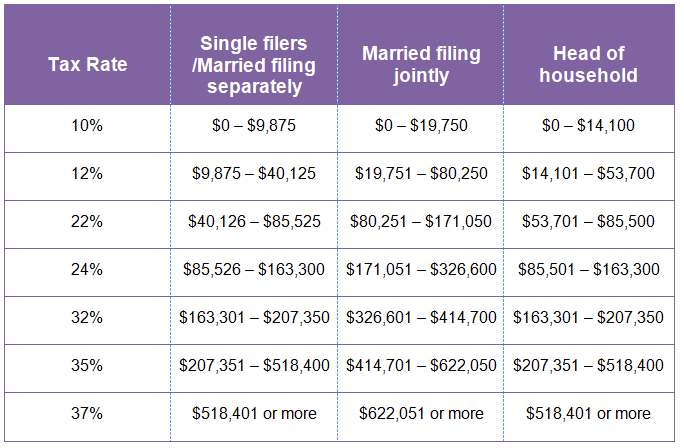 Tax Rate
Single filers
/Married filing
separately
Married filing
jointly
Head of
household
10% $0 – $9,875 $0 – $19,750 $0 – $14,100
12% $9,875 – $40,125 $19,751 – $80,250 $14,101 – $53,700
22% $40,126 – $85,525 $80,251 – $171,050 $53,701 – $85,500
24% $85,526 – $163,300 $171,051 – $326,600 $85,501 – $163,300
32% $163,301 – $207,350 $326,601 – $414,700 $163,301 – $207,350
35% $207,351 – $518,400 $414,701 – $622,050 $207,351 – $518,400
37% $518,401 or more $622,051 or more $518,401 or more